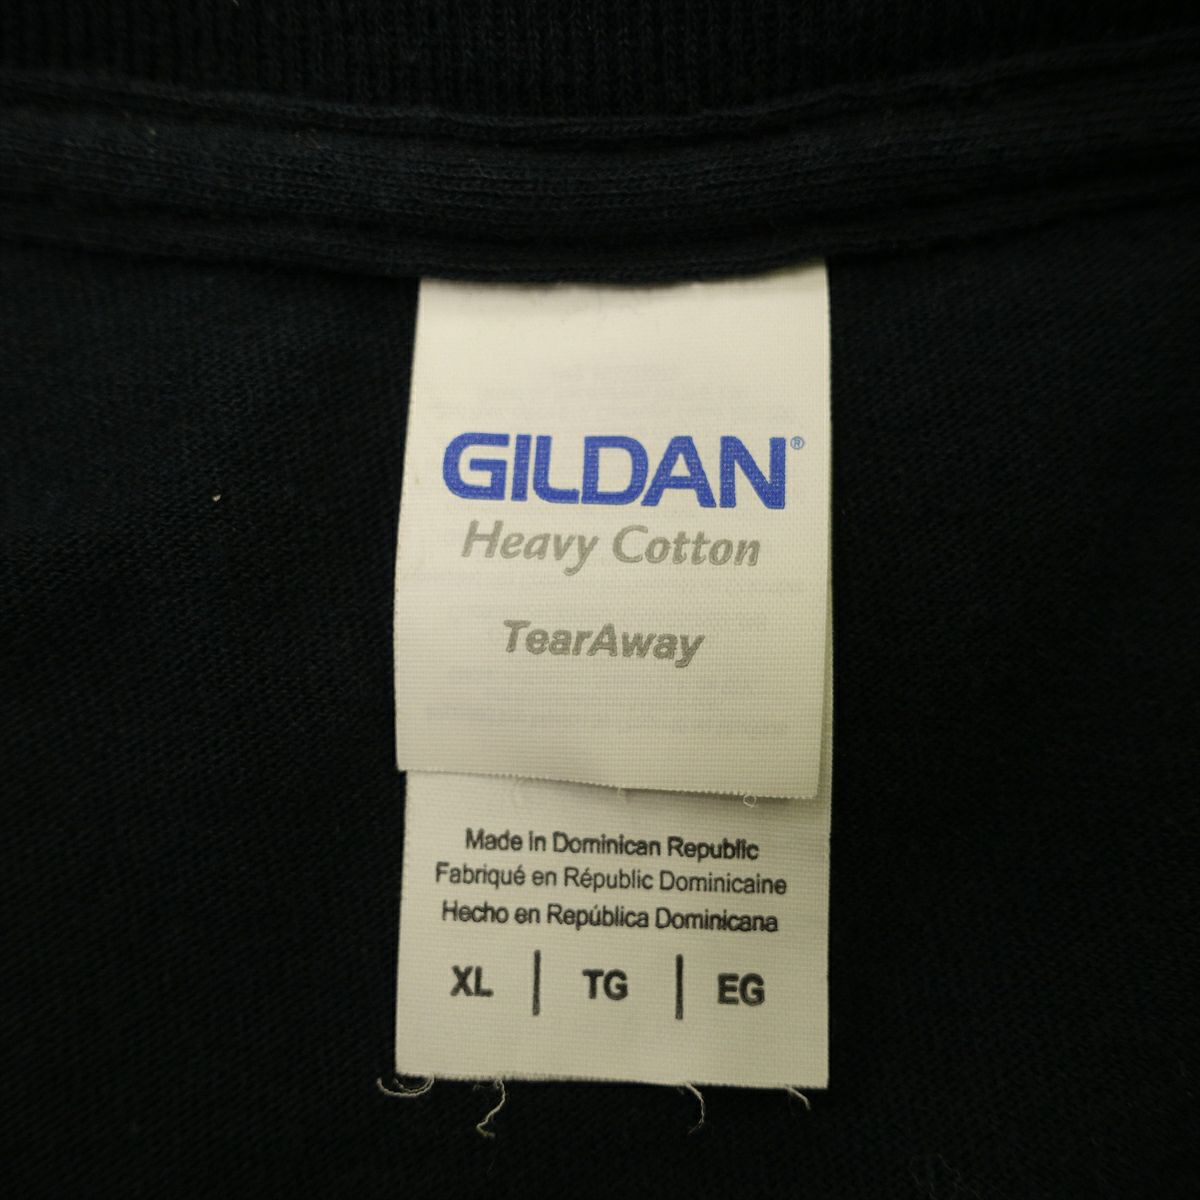 GILDAN®
Heavy Cotton
TearAway
Made in Dominican Republic
Fabriqué en Républic Dominicaine
Hecho en República Dominicana
XL | TG | EG